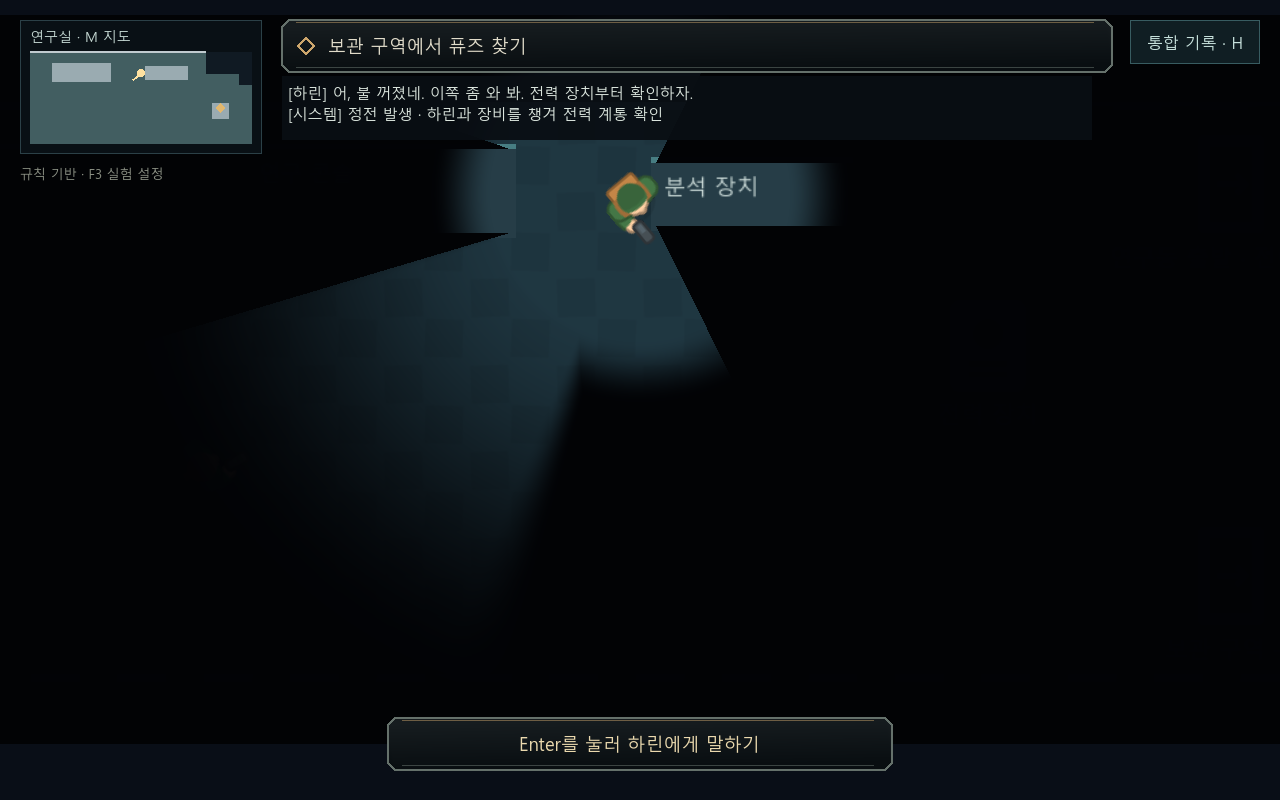 연구실 · M 지도
보관 구역에서 퓨즈 찾기
통합 기록 · H
[하린] 어, 불 꺼졌네. 이쪽 좀 와 봐. 전력 장치부터 확인하자.
[시스템] 정전 발생 · 하린과 장비를 챙겨 전력 계통 확인
규칙 기반 · F3 실험 설정
분석 장치
Enter를 눌러 하린에게 말하기